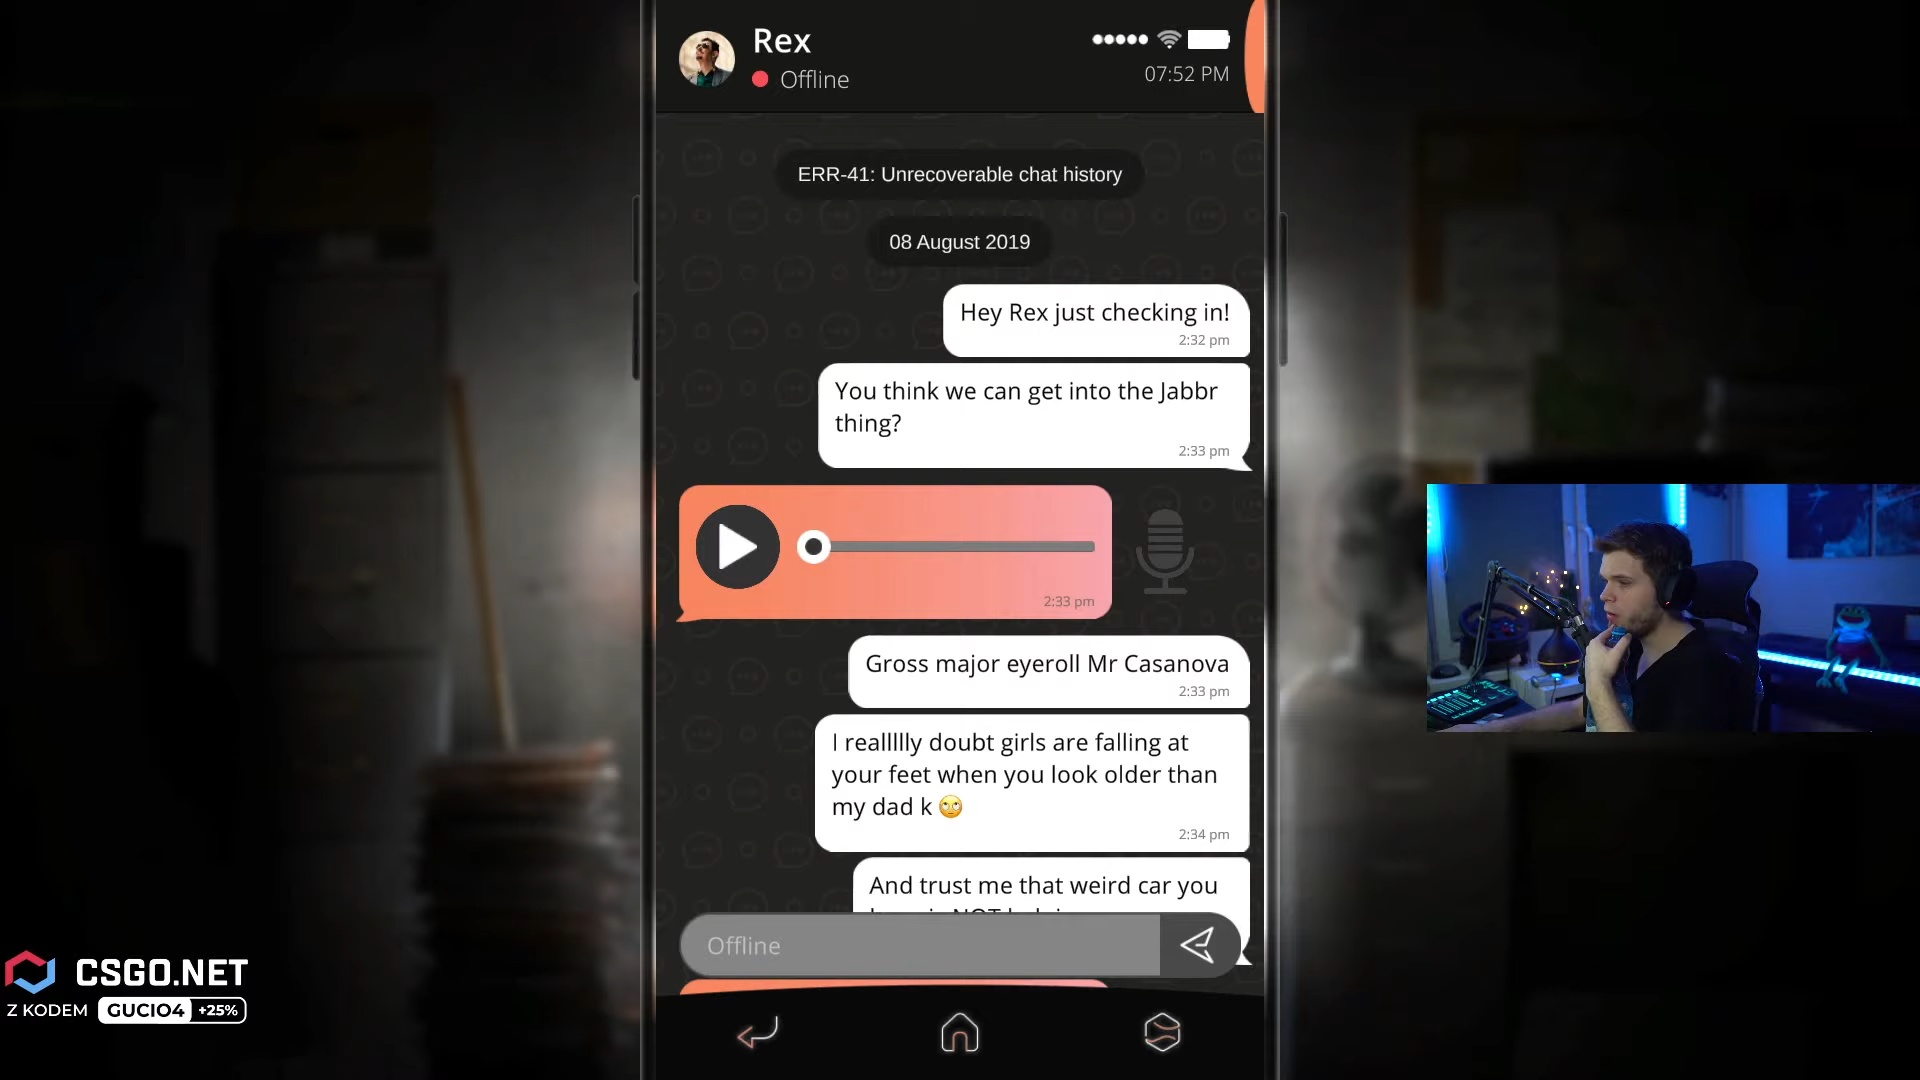 Rex
Offline
07:52 PM
ERR-41: Unrecoverable chat history
08 August 2019
Hey Rex just checking in!
2:32 pm
You think we can get into the Jabbr
thing?
2:33 pm
2:33 pm
Gross major eyeroll Mr Casanova
2:33 pm
I reallllly doubt girls are falling at
your feet when you look older than
my dad k 🙄
2:34 pm
And trust me that weird car you
Offline
CSGO.NET
Z KODEM GUCIO4 +25%